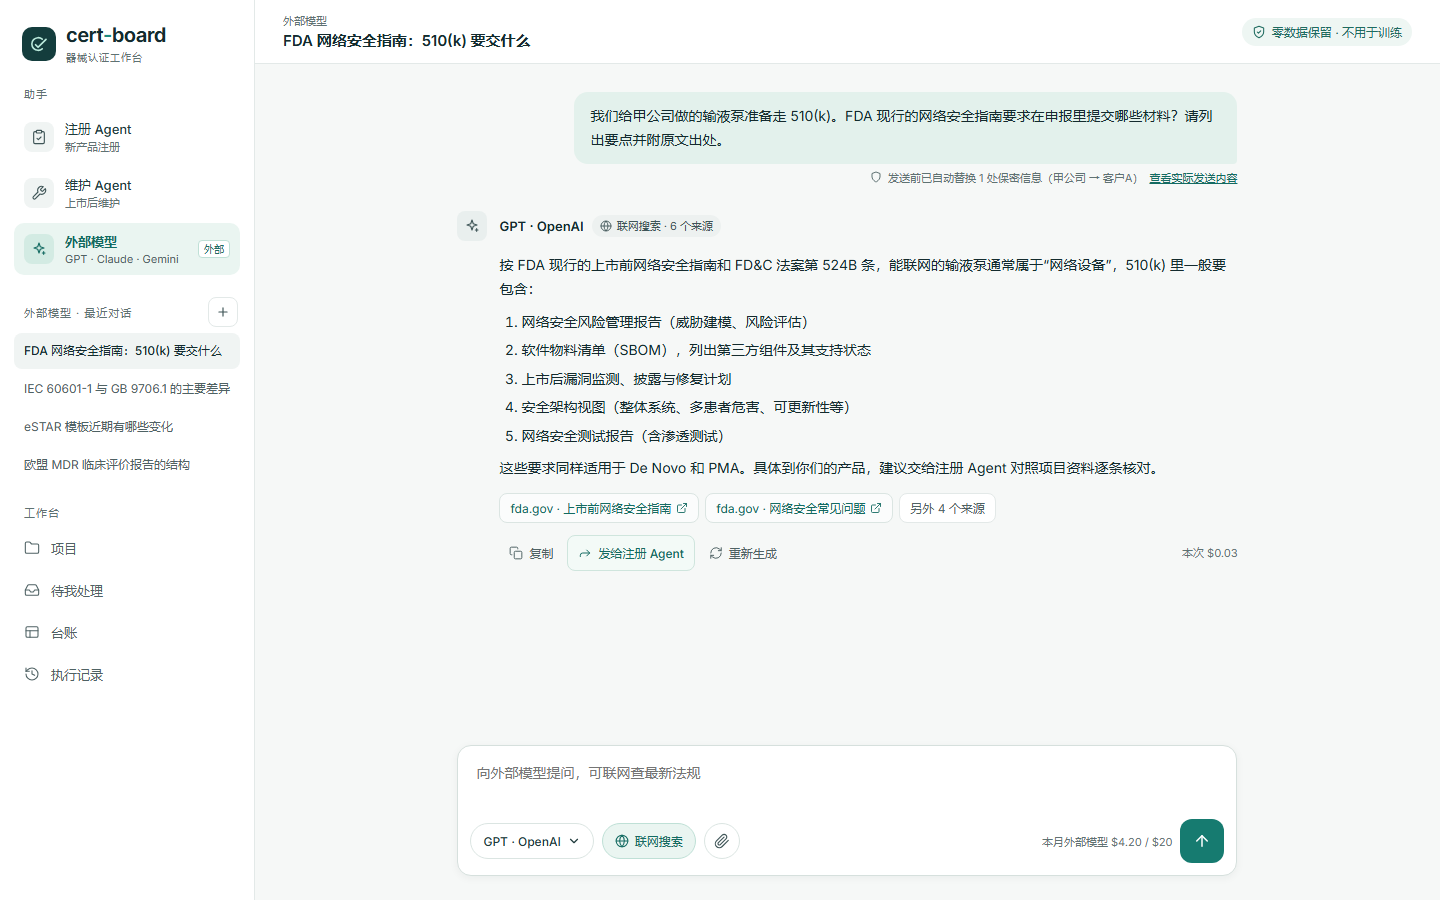 cert-board
器械认证工作台
助手
注册 Agent
新产品注册
维护 Agent
上市后维护
外部模型
GPT · Claude · Gemini
外部
外部模型 · 最近对话
FDA 网络安全指南：510(k) 要交什么
IEC 60601-1 与 GB 9706.1 的主要差异
eSTAR 模板近期有哪些变化
欧盟 MDR 临床评价报告的结构
工作台
项目
待我处理
台账
执行记录
外部模型
FDA 网络安全指南：510(k) 要交什么
零数据保留 · 不用于训练
我们给甲公司做的输液泵准备走 510(k)。FDA 现行的网络安全指南要求在申报里提交哪些材料？请列
出要点并附原文出处。
发送前已自动替换 1 处保密信息（甲公司 → 客户A）
查看实际发送内容
GPT · OpenAI
联网搜索 · 6 个来源
按 FDA 现行的上市前网络安全指南和 FD&C 法案第 524B 条，能联网的输液泵通常属于“网络设备”，510(k) 里一般要
包含：
1. 网络安全风险管理报告（威胁建模、风险评估）
2. 软件物料清单（SBOM），列出第三方组件及其支持状态
3. 上市后漏洞监测、披露与修复计划
4. 安全架构视图（整体系统、多患者危害、可更新性等）
5. 网络安全测试报告（含渗透测试）
这些要求同样适用于 De Novo 和 PMA。具体到你们的产品，建议交给注册 Agent 对照项目资料逐条核对。
fda.gov · 上市前网络安全指南
fda.gov · 网络安全常见问题
另外 4 个来源
复制
发给注册 Agent
重新生成
本次 $0.03
向外部模型提问，可联网查最新法规
GPT · OpenAI
联网搜索
本月外部模型 $4.20 / $20